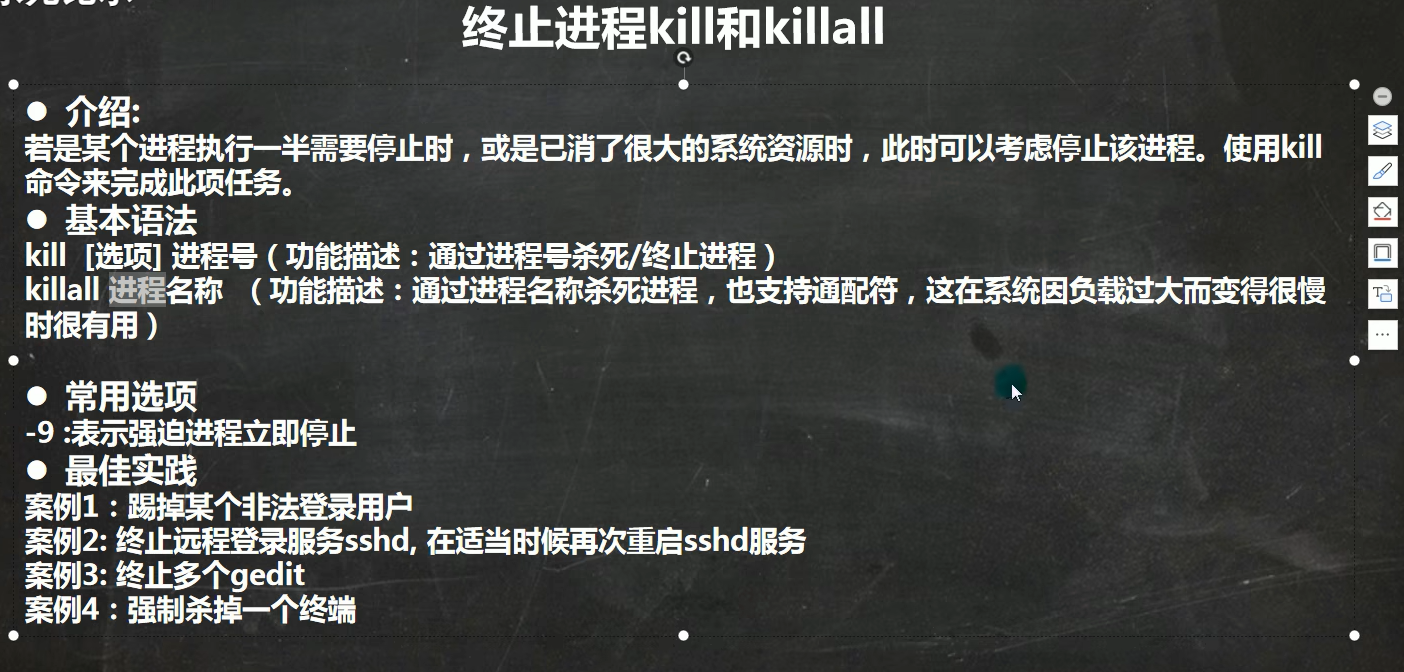 终止进程kill和killall
● 介绍:
若是某个进程执行一半需要停止时，或是已消了很大的系统资源时，此时可以考虑停止该进程。使用kill
命令来完成此项任务。
● 基本语法
kill [选项] 进程号（功能描述：通过进程号杀死/终止进程）
killall 进程名称 （功能描述：通过进程名称杀死进程，也支持通配符，这在系统因负载过大而变得很慢
时很有用）
● 常用选项
-9 :表示强迫进程立即停止
● 最佳实践
案例1：踢掉某个非法登录用户
案例2: 终止远程登录服务sshd, 在适当时候再次重启sshd服务
案例3: 终止多个gedit
案例4：强制杀掉一个终端